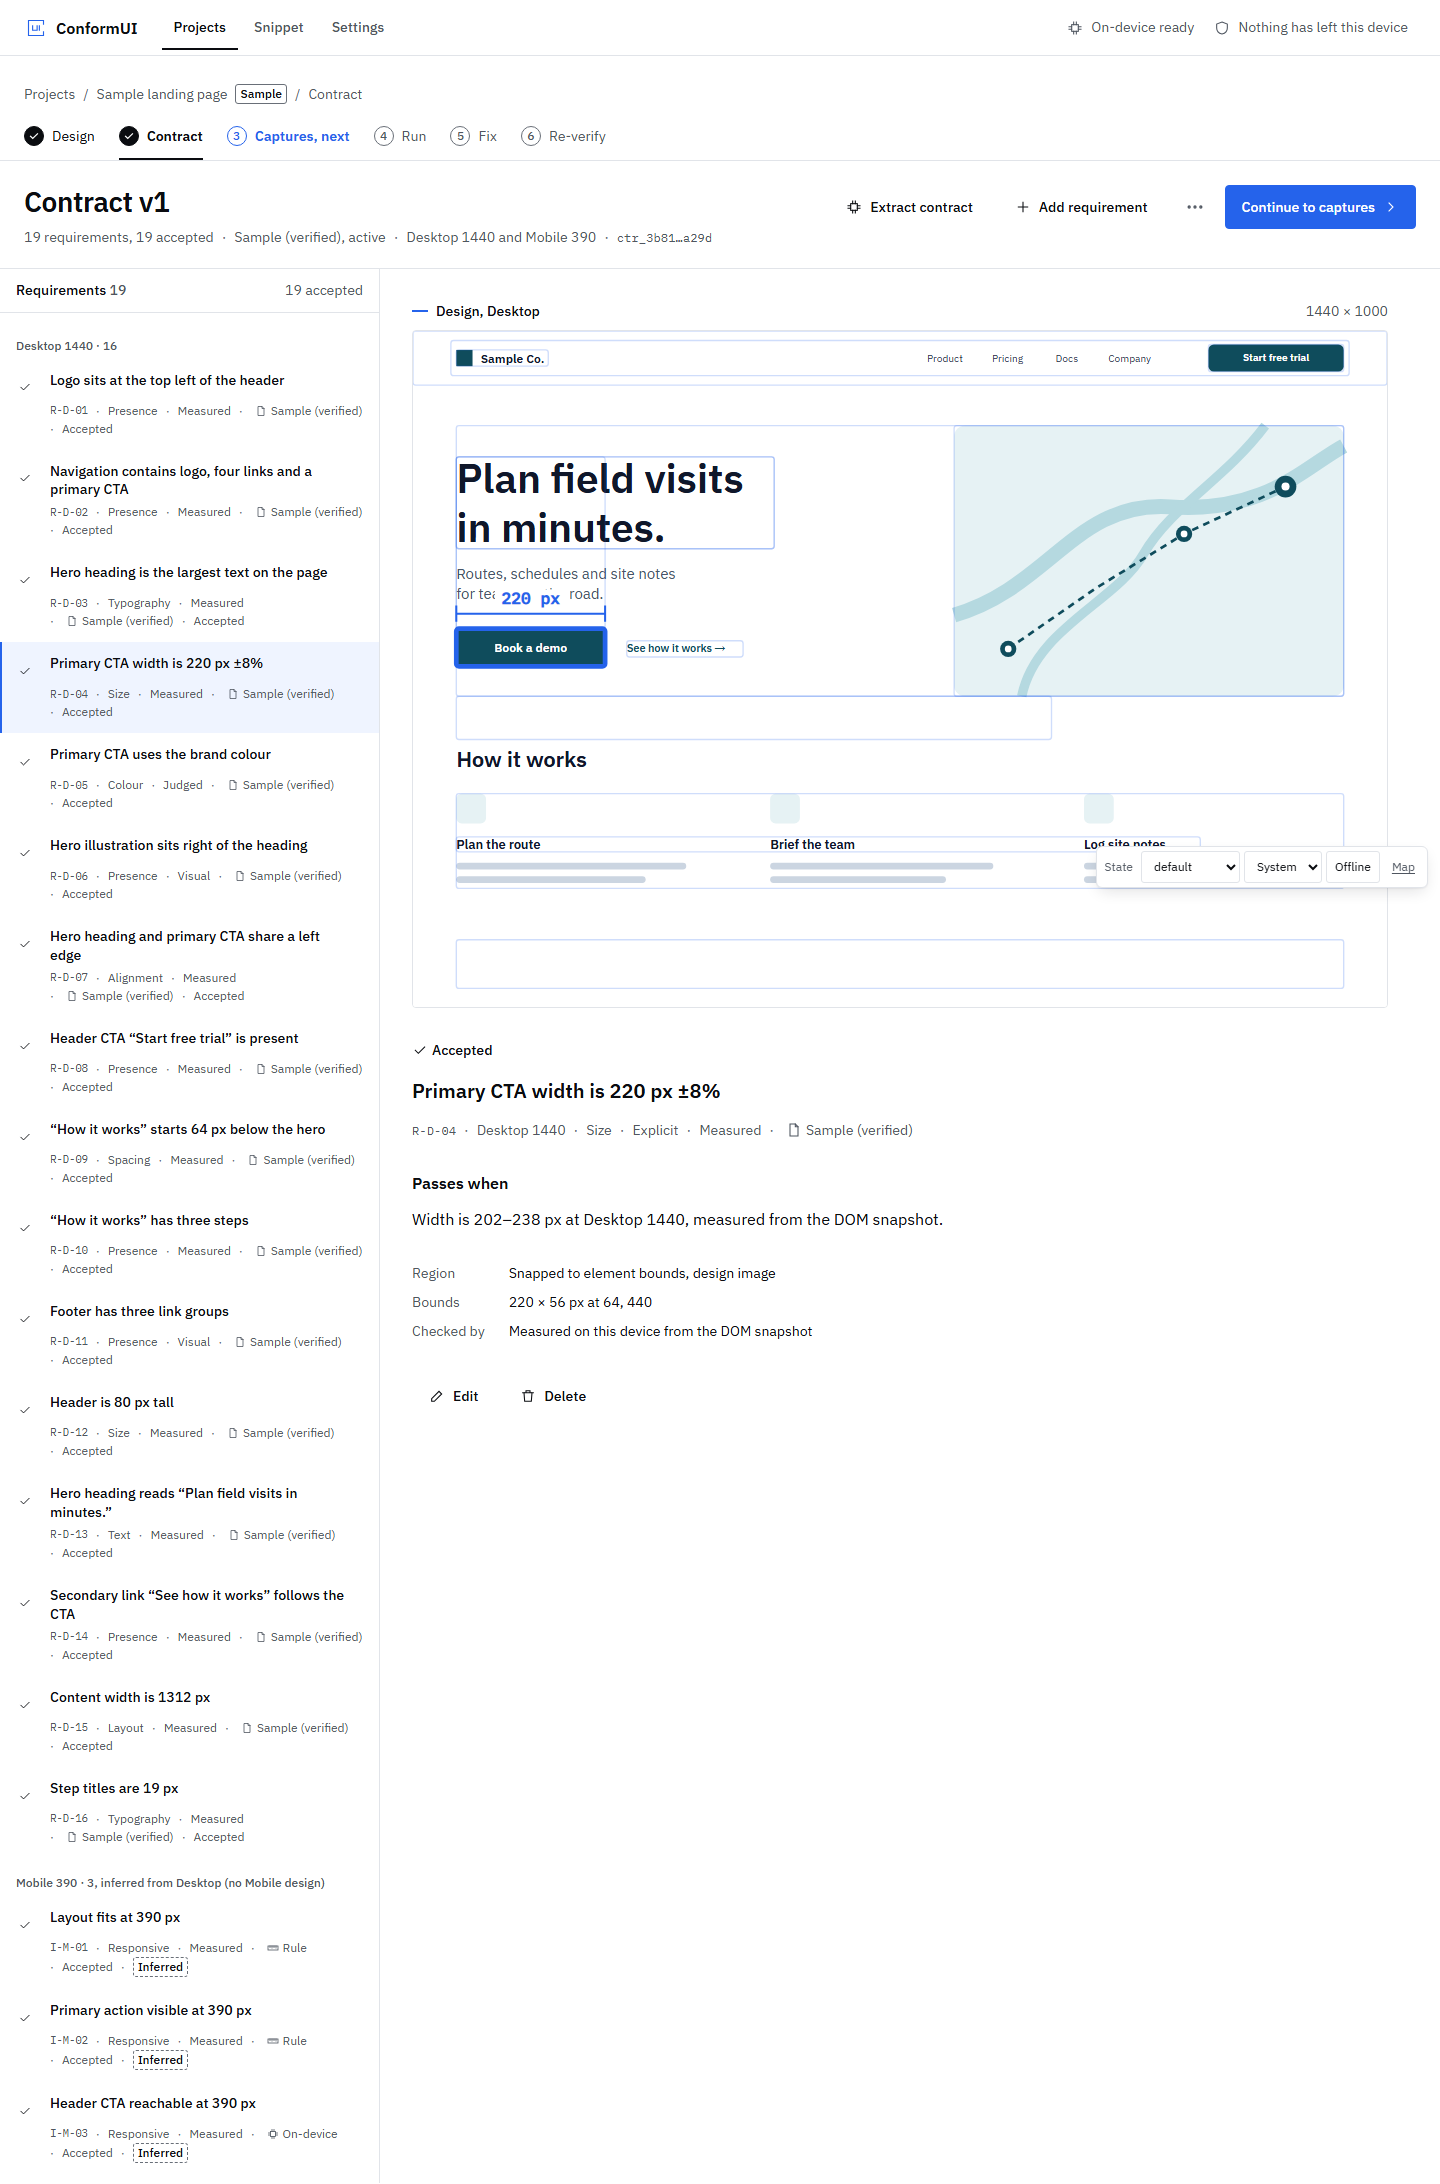 UI ConformUI Projects Snippet Settings On-device ready Nothing has left this device
Projects / Sample landing page Sample / Contract
Design Contract 3 Captures, next 4 Run 5 Fix 6 Re-verify
Contract v1
Extract contract + Add requirement ··· Continue to captures
19 requirements, 19 accepted · Sample (verified), active · Desktop 1440 and Mobile 390 · ctr_3b81…a29d
Requirements 19 19 accepted
Desktop 1440 · 16
Logo sits at the top left of the header
R-D-01 · Presence · Measured · Sample (verified)
· Accepted
Navigation contains logo, four links and a
primary CTA
R-D-02 · Presence · Measured · Sample (verified)
· Accepted
Hero heading is the largest text on the page
R-D-03 · Typography · Measured
· Sample (verified) · Accepted
Primary CTA width is 220 px ±8%
R-D-04 · Size · Measured · Sample (verified)
· Accepted
Primary CTA uses the brand colour
R-D-05 · Colour · Judged · Sample (verified)
· Accepted
Hero illustration sits right of the heading
R-D-06 · Presence · Visual · Sample (verified)
· Accepted
Hero heading and primary CTA share a left
edge
R-D-07 · Alignment · Measured
· Sample (verified) · Accepted
Header CTA “Start free trial” is present
R-D-08 · Presence · Measured · Sample (verified)
· Accepted
“How it works” starts 64 px below the hero
R-D-09 · Spacing · Measured · Sample (verified)
· Accepted
“How it works” has three steps
R-D-10 · Presence · Measured · Sample (verified)
· Accepted
Footer has three link groups
R-D-11 · Presence · Visual · Sample (verified)
· Accepted
Header is 80 px tall
R-D-12 · Size · Measured · Sample (verified)
· Accepted
Hero heading reads “Plan field visits in
minutes.”
R-D-13 · Text · Measured · Sample (verified)
· Accepted
Secondary link “See how it works” follows the
CTA
R-D-14 · Presence · Measured · Sample (verified)
· Accepted
Content width is 1312 px
R-D-15 · Layout · Measured · Sample (verified)
· Accepted
Step titles are 19 px
R-D-16 · Typography · Measured
· Sample (verified) · Accepted
Mobile 390 · 3, inferred from Desktop (no Mobile design)
Layout fits at 390 px
I-M-01 · Responsive · Measured · Rule
· Accepted · Inferred
Primary action visible at 390 px
I-M-02 · Responsive · Measured · Rule
· Accepted · Inferred
Header CTA reachable at 390 px
I-M-03 · Responsive · Measured · On-device
· Accepted · Inferred
Design, Desktop 1440 × 1000
Sample Co. Product Pricing Docs Company Start free trial
Plan field visits
in minutes.
Routes, schedules and site notes
for road.
220 px
Book a demo See how it works →
How it works
Plan the route Brief the team Log site notes
State default System Offline Map
Accepted
Primary CTA width is 220 px ±8%
R-D-04 · Desktop 1440 · Size · Explicit · Measured · Sample (verified)
Passes when
Width is 202–238 px at Desktop 1440, measured from the DOM snapshot.
Region Snapped to element bounds, design image
Bounds 220 × 56 px at 64, 440
Checked by Measured on this device from the DOM snapshot
Edit Delete